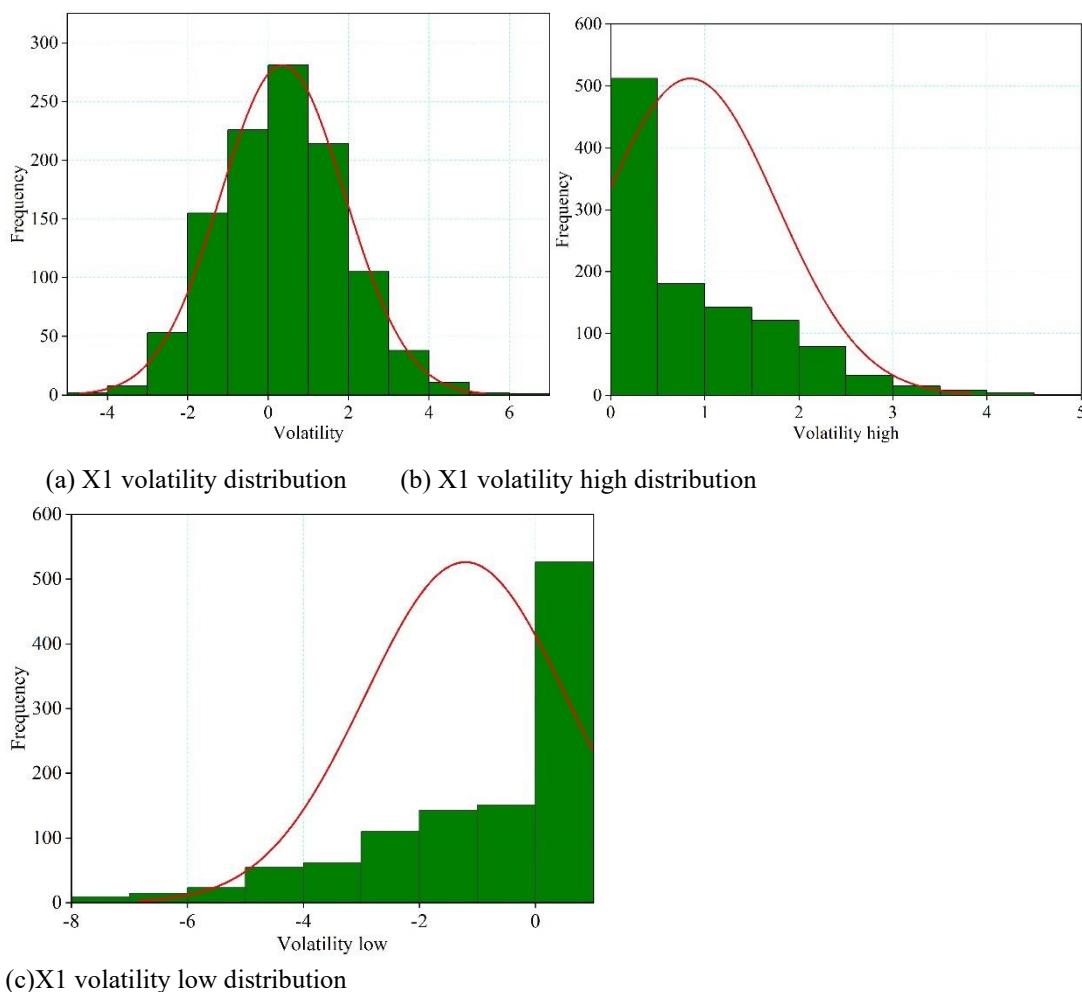 300
250
200
150
100
50
0
Frequency
-4 -2 0 2 4 6
Volatility
600
500
400
300
200
100
0
Frequency
0 1 2 3 4 5
Volatility high
(a) X1 volatility distribution (b) X1 volatility high distribution
600
500
400
300
200
100
0
Frequency
-8 -6 -4 -2 0
Volatility low
(c)X1 volatility low distribution